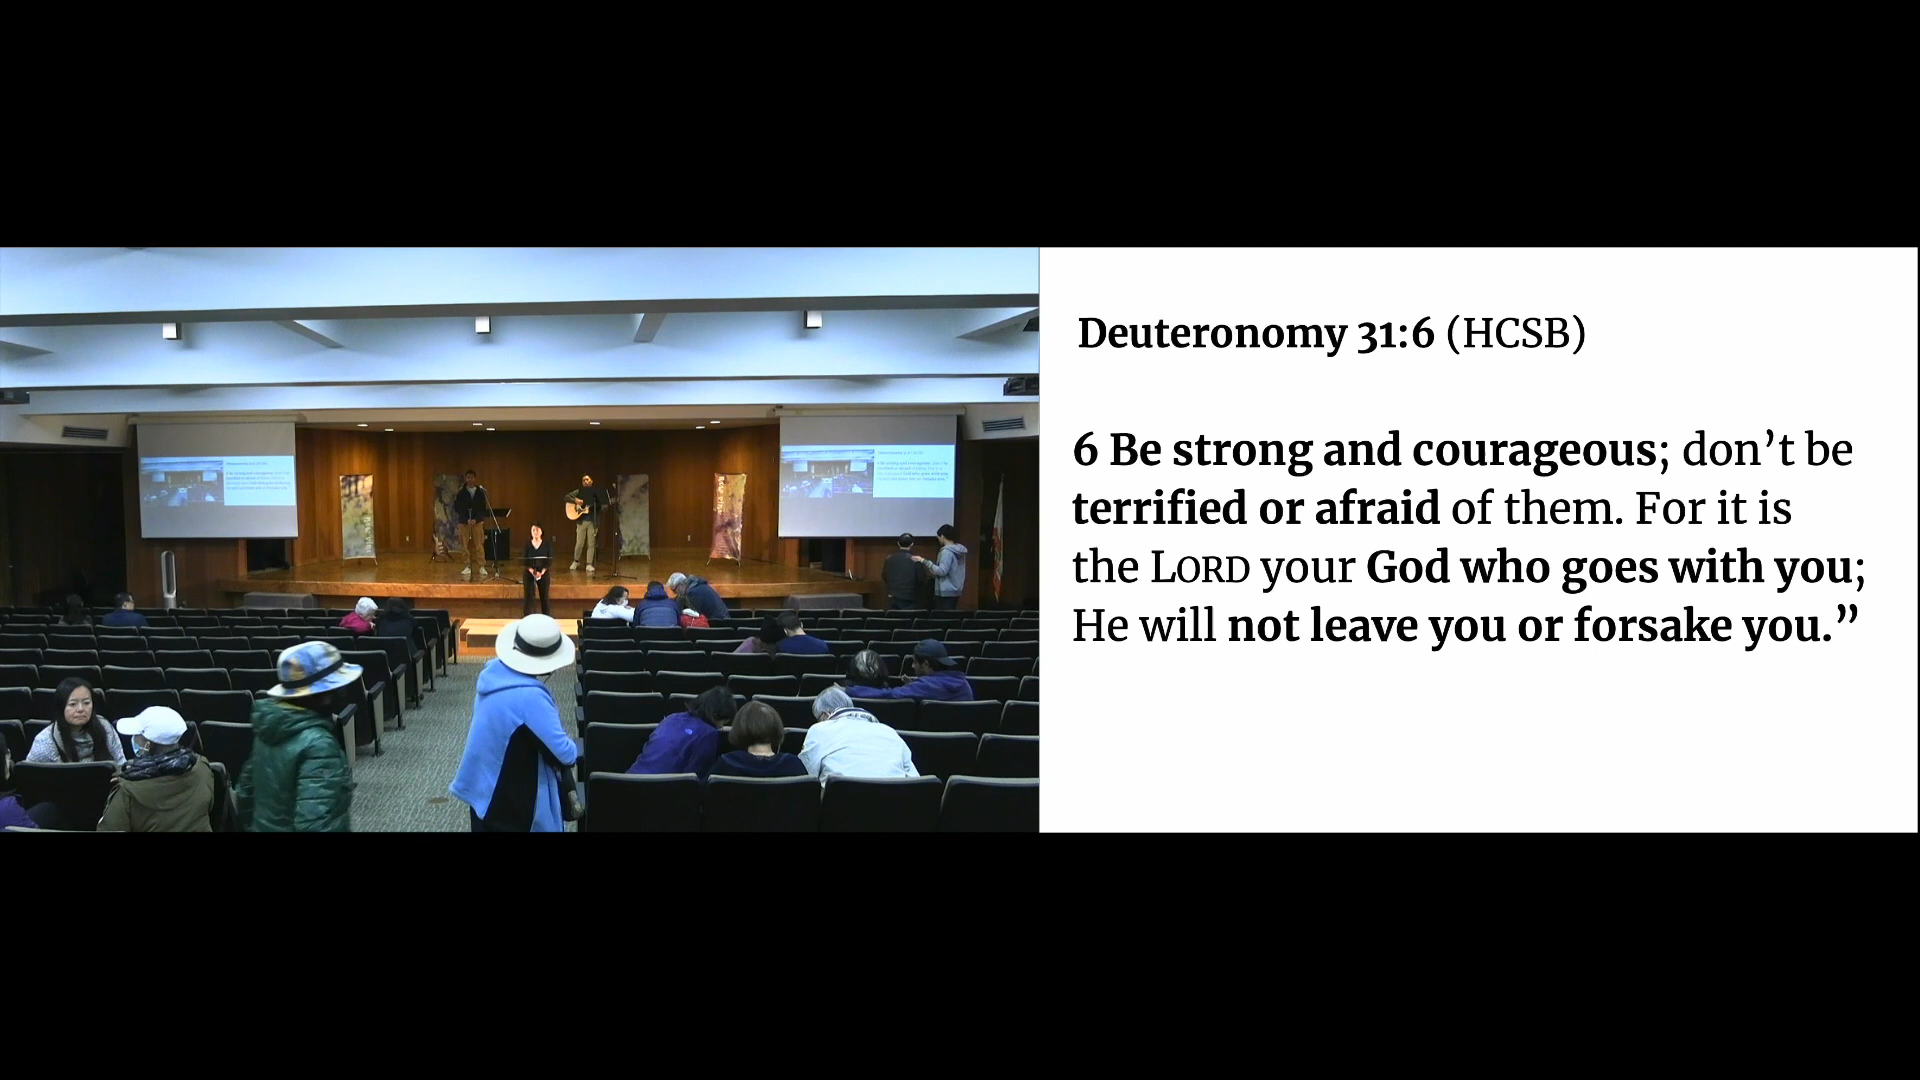 Deuteronomy 31:6 (HCSB)
6 Be strong and courageous; don’t be
terrified or afraid of them. For it is
the LORD your God who goes with you;
He will not leave you or forsake you.”